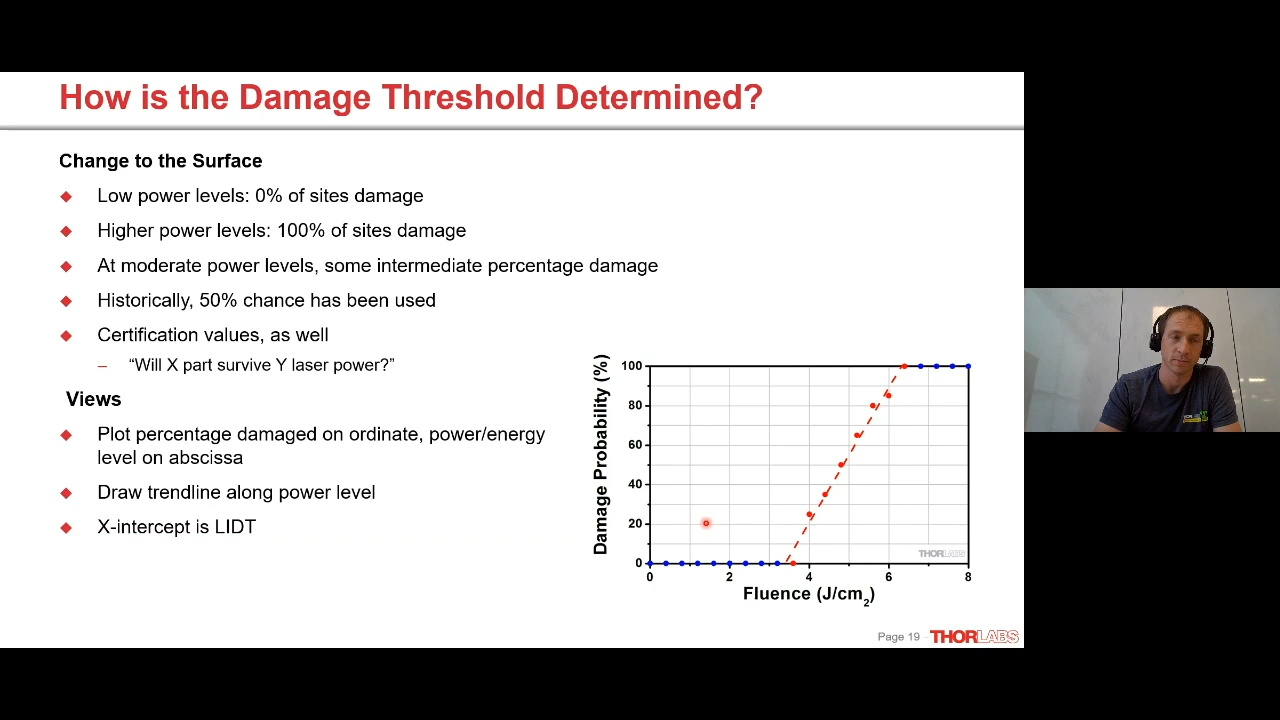 How is the Damage Threshold Determined?
Change to the Surface
Low power levels: 0% of sites damage
Higher power levels: 100% of sites damage
At moderate power levels, some intermediate percentage damage
Historically, 50% chance has been used
Certification values, as well
– “Will X part survive Y laser power?”
Views
Plot percentage damaged on ordinate, power/energy
level on abscissa
Draw trendline along power level
X-intercept is LIDT
Damage Probability (%)
100
80
60
40
20
0
0 2 4 6 8
THORLABS
Fluence (J/cm₂)
Page 19 THORLABS